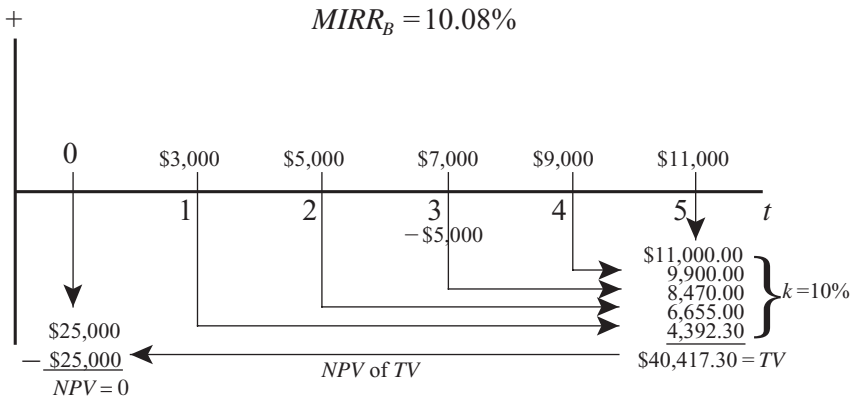 +
MIRR_B = 10.08%
0 $3,000 $5,000 $7,000 $9,000 $11,000
1 2 3 4 5 t
−$5,000
$11,000.00
9,900.00
8,470.00
6,655.00
4,392.30
k = 10%
$40,417.30 = TV
$25,000
− $25,000
NPV = 0
NPV of TV